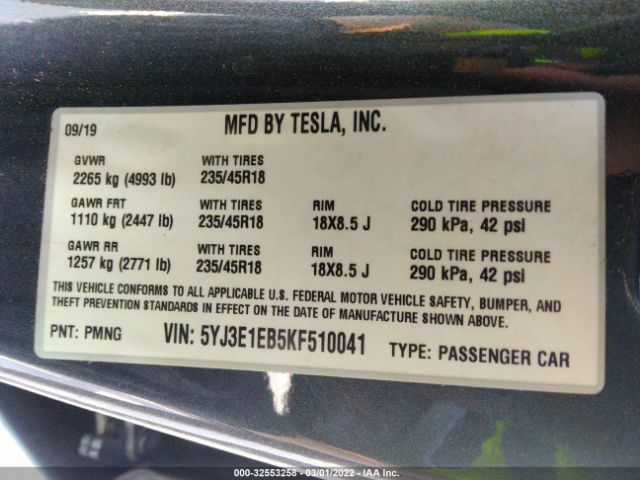 09/19 MFD BY TESLA, INC.
GVWR WITH TIRES
2265 kg (4993 lb) 235/45R18
GAWR FRT WITH TIRES RIM COLD TIRE PRESSURE
1110 kg (2447 lb) 235/45R18 18X8.5 J 290 kPa, 42 psi
GAWR RR WITH TIRES RIM COLD TIRE PRESSURE
1257 kg (2771 lb) 235/45R18 18X8.5 J 290 kPa, 42 psi
THIS VEHICLE CONFORMS TO ALL APPLICABLE U.S. FEDERAL MOTOR VEHICLE SAFETY, BUMPER, AND
THEFT PREVENTION STANDARDS IN EFFECT ON THE DATE OF MANUFACTURE SHOWN ABOVE.
PNT: PMNG VIN: 5YJ3E1EB5KF510041 TYPE: PASSENGER CAR
000-32553258 - 03/01/2022 - IAA Inc.